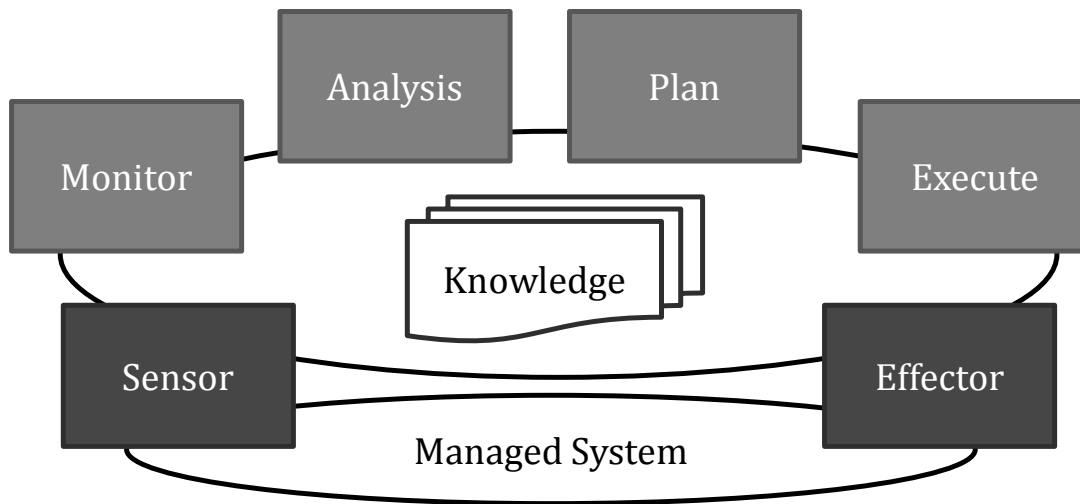 Analysis
Plan
Monitor
Execute
Knowledge
Sensor
Effector
Managed System